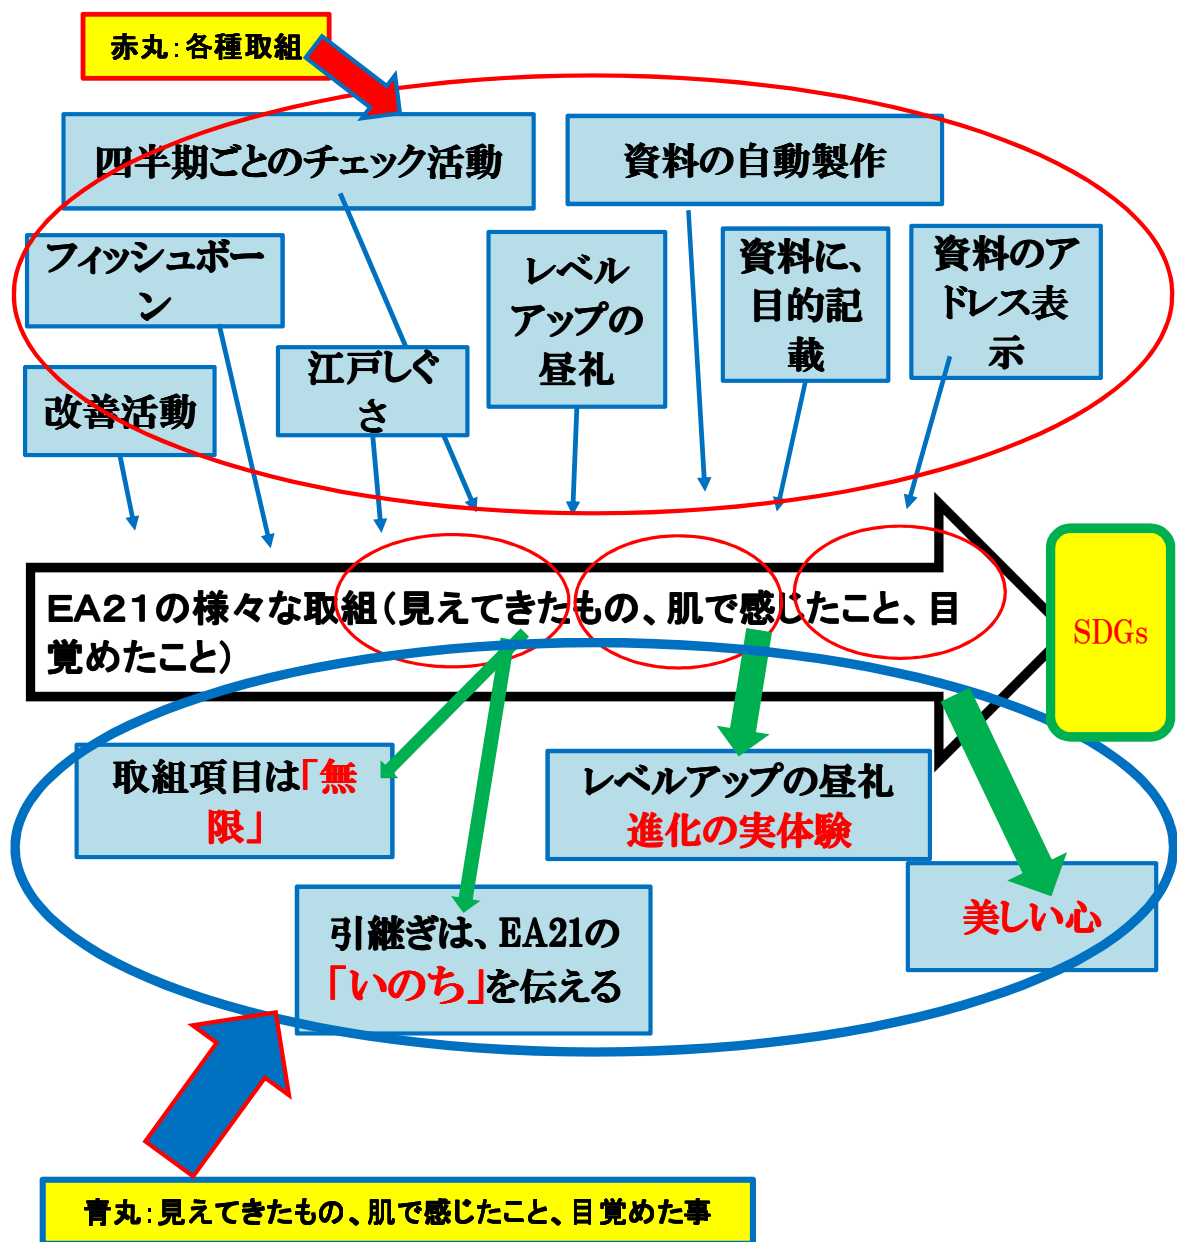 赤丸：各種取組
四半期ごとのチェック活動
資料の自動製作
フィッシュボー
ン
レベル
アップの
昼礼
資料に、
目的記
載
資料のア
ドレス表
示
江戸しぐ
さ
改善活動
EA21の様々な取組(見えてきたもの、肌で感じたこと、目
覚めたこと)
SDGs
取組項目は「無
限」
レベルアップの昼礼
進化の実体験
美しい心
引継ぎは、EA21の
「いのち」を伝える
青丸：見えてきたもの、肌で感じたこと、目覚めた事